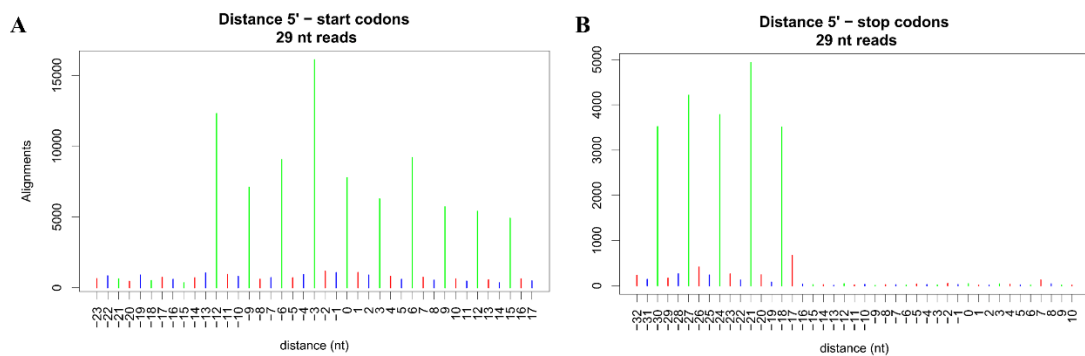 A
Distance 5' − start codons
29 nt reads
Alignments
15000
10000
5000
0
−23 −22 −21 −20 −19 −18 −17 −16 −15 −14 −13 −12 −11 −10 −9 −8 −7 −6 −5 −4 −3 −2 −1 0 1 2 3 4 5 6 7 8 9 10 11 12 13 14 15 16 17
distance (nt)
B
Distance 5' − stop codons
29 nt reads
5000
4000
3000
2000
1000
0
−32 −31 −30 −29 −28 −27 −26 −25 −24 −23 −22 −21 −20 −19 −18 −17 −16 −15 −14 −13 −12 −11 −10 −9 −8 −7 −6 −5 −4 −3 −2 −1 0 1 2 3 4 5 6 7 8 9 10
distance (nt)